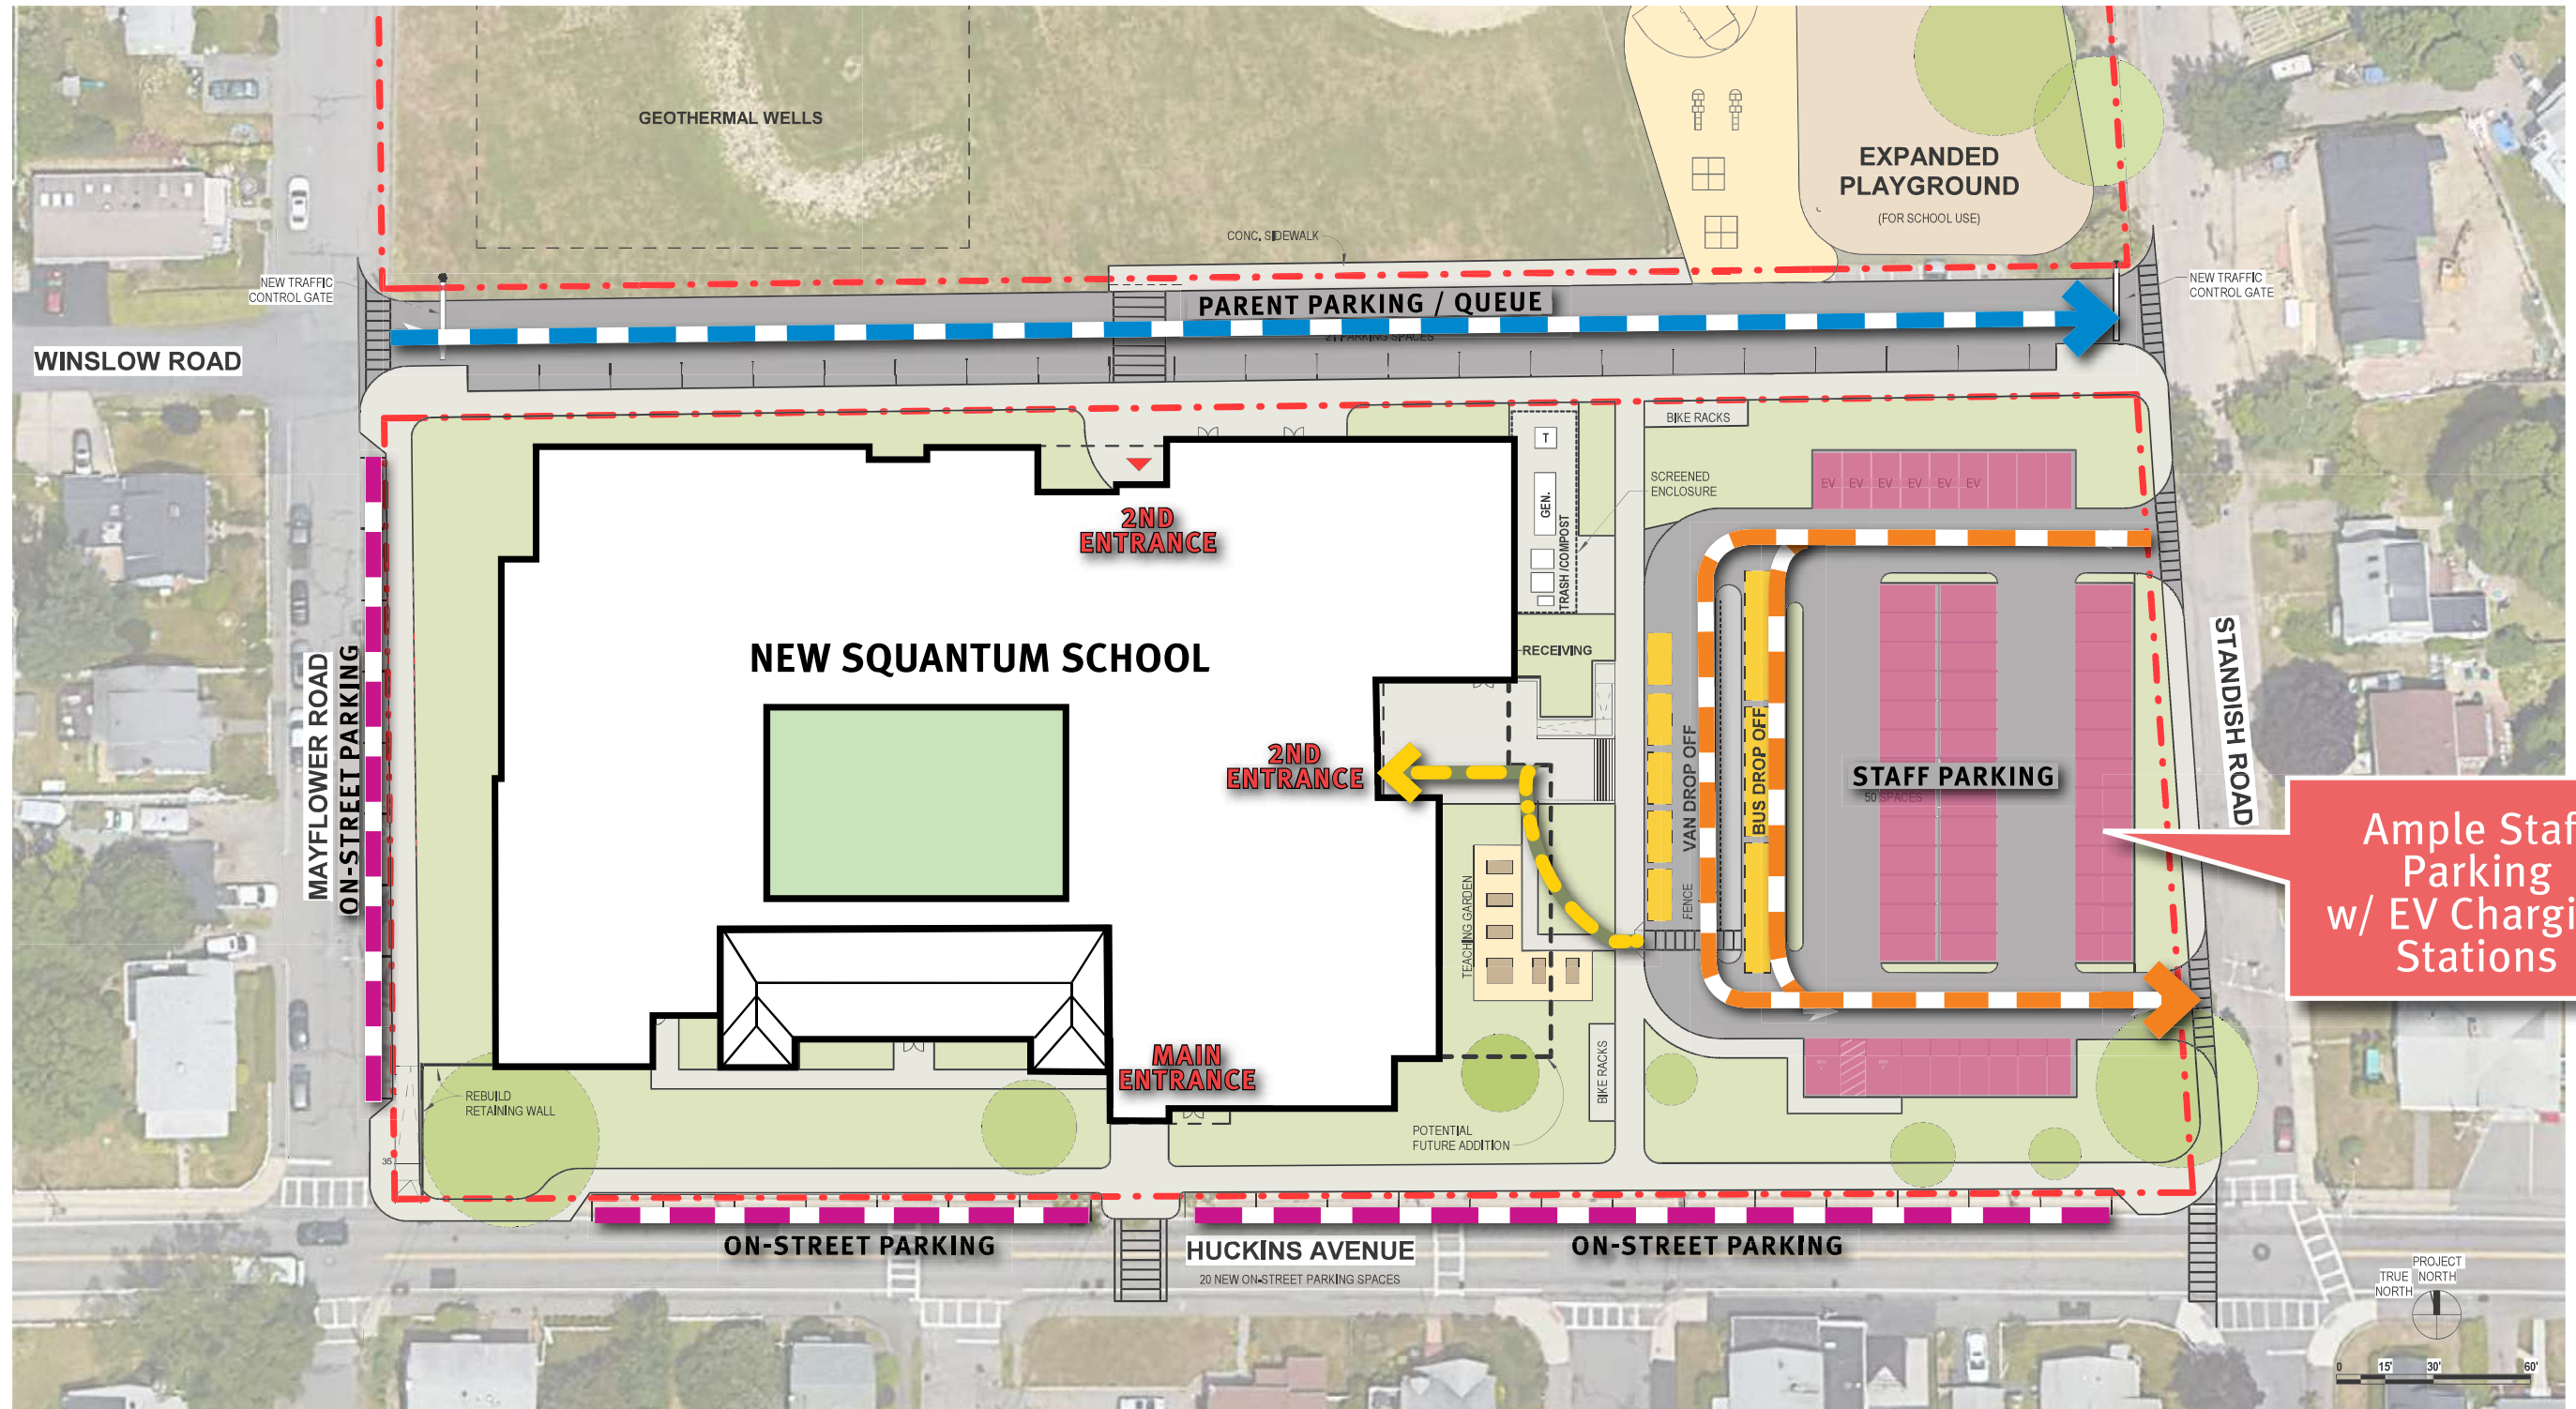 GEOTHERMAL WELLS
EXPANDED
PLAYGROUND
(FOR SCHOOL USE)
CONC. SIDEWALK
NEW TRAFFIC
CONTROL GATE
NEW TRAFFIC
CONTROL GATE
PARENT PARKING / QUEUE
21 PARKING SPACES
WINSLOW ROAD
BIKE RACKS
T
SCREENED
ENCLOSURE
GEN.
TRASH /COMPOST
EV EV EV EV EV EV
2ND
ENTRANCE
NEW SQUANTUM SCHOOL
RECEIVING
MAYFLOWER ROAD
ON-STREET PARKING
STANDISH ROAD
2ND
ENTRANCE
VAN DROP OFF
BUS DROP OFF
STAFF PARKING
50 SPACES
Ample Staf
Parking
w/ EV Chargi
Stations
FENCE
TEACHING GARDEN
MAIN
ENTRANCE
BIKE RACKS
REBUILD
RETAINING WALL
POTENTIAL
FUTURE ADDITION
35
ON-STREET PARKING
HUCKINS AVENUE
ON-STREET PARKING
20 NEW ON-STREET PARKING SPACES
PROJECT
NORTH
TRUE
NORTH
0 15' 30' 60'